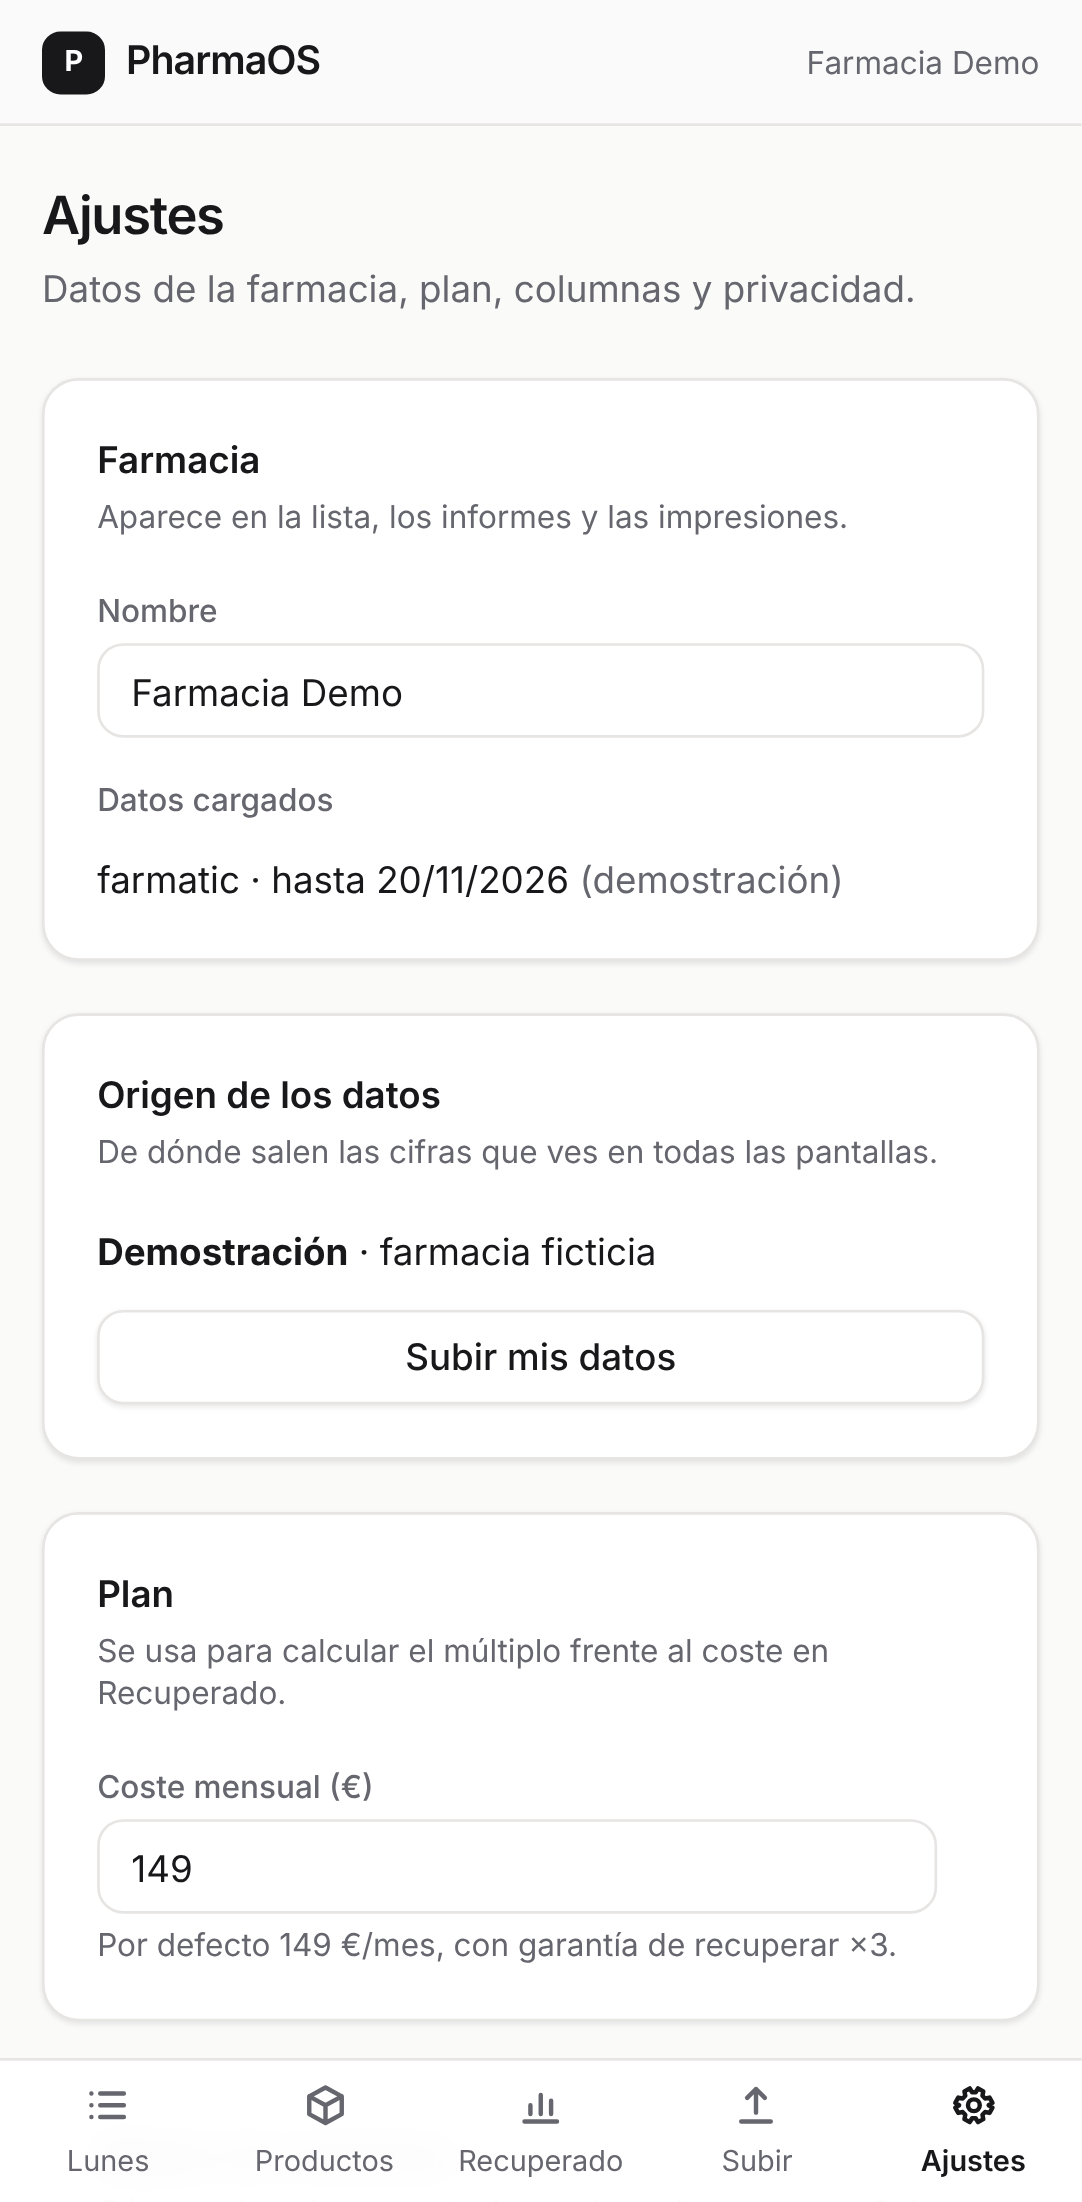 P PharmaOS Farmacia Demo
Ajustes
Datos de la farmacia, plan, columnas y privacidad.
Farmacia
Aparece en la lista, los informes y las impresiones.
Nombre
Farmacia Demo
Datos cargados
farmatic · hasta 20/11/2026 (demostración)
Origen de los datos
De dónde salen las cifras que ves en todas las pantallas.
Demostración · farmacia ficticia
Subir mis datos
Plan
Se usa para calcular el múltiplo frente al coste en
Recuperado.
Coste mensual (€)
149
Por defecto 149 €/mes, con garantía de recuperar ×3.
Lunes Productos Recuperado Subir Ajustes